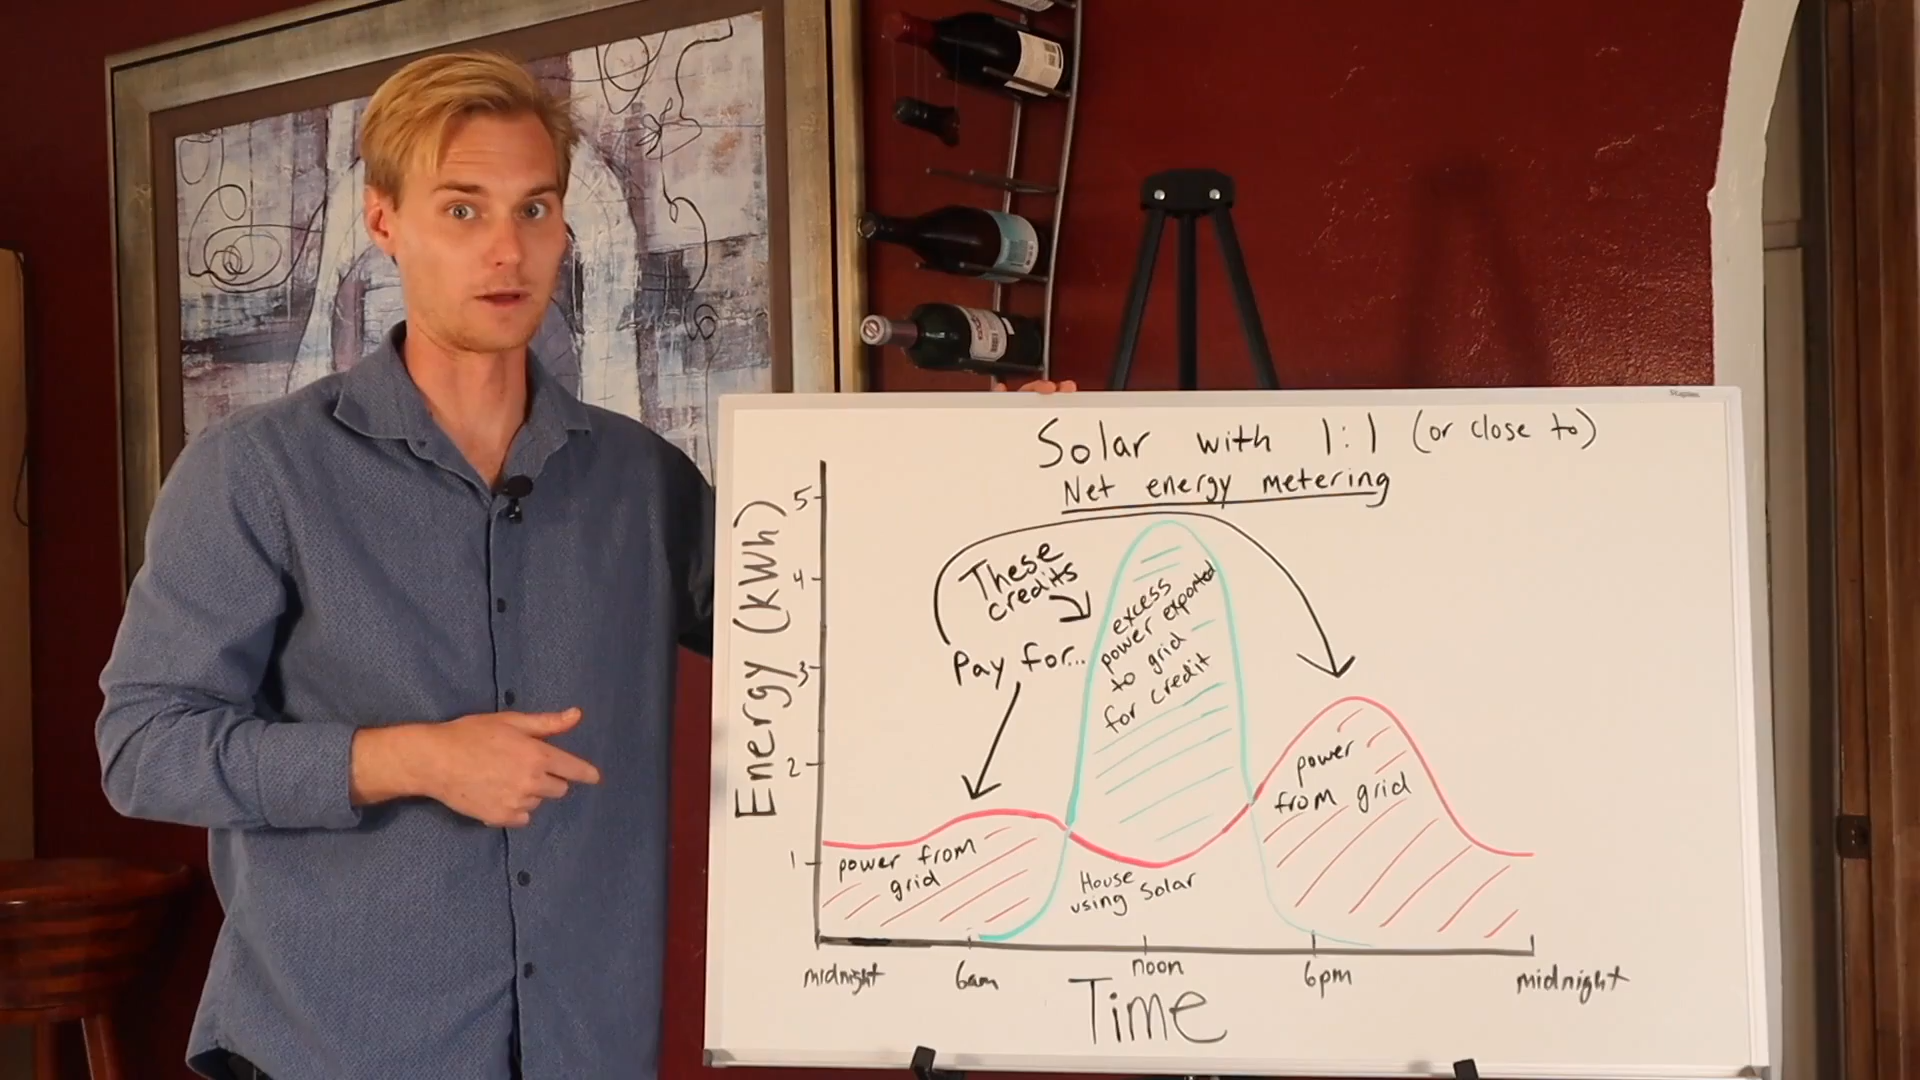 Solar with 1:1 (or close to)
Net energy metering
Energy (kWh)
5
4
3
2
1
These
credits
Pay for...
excess
power exported
to grid
for credit
power from
grid
House
using Solar
power
from grid
midnight
6am
noon
6pm
midnight
Time